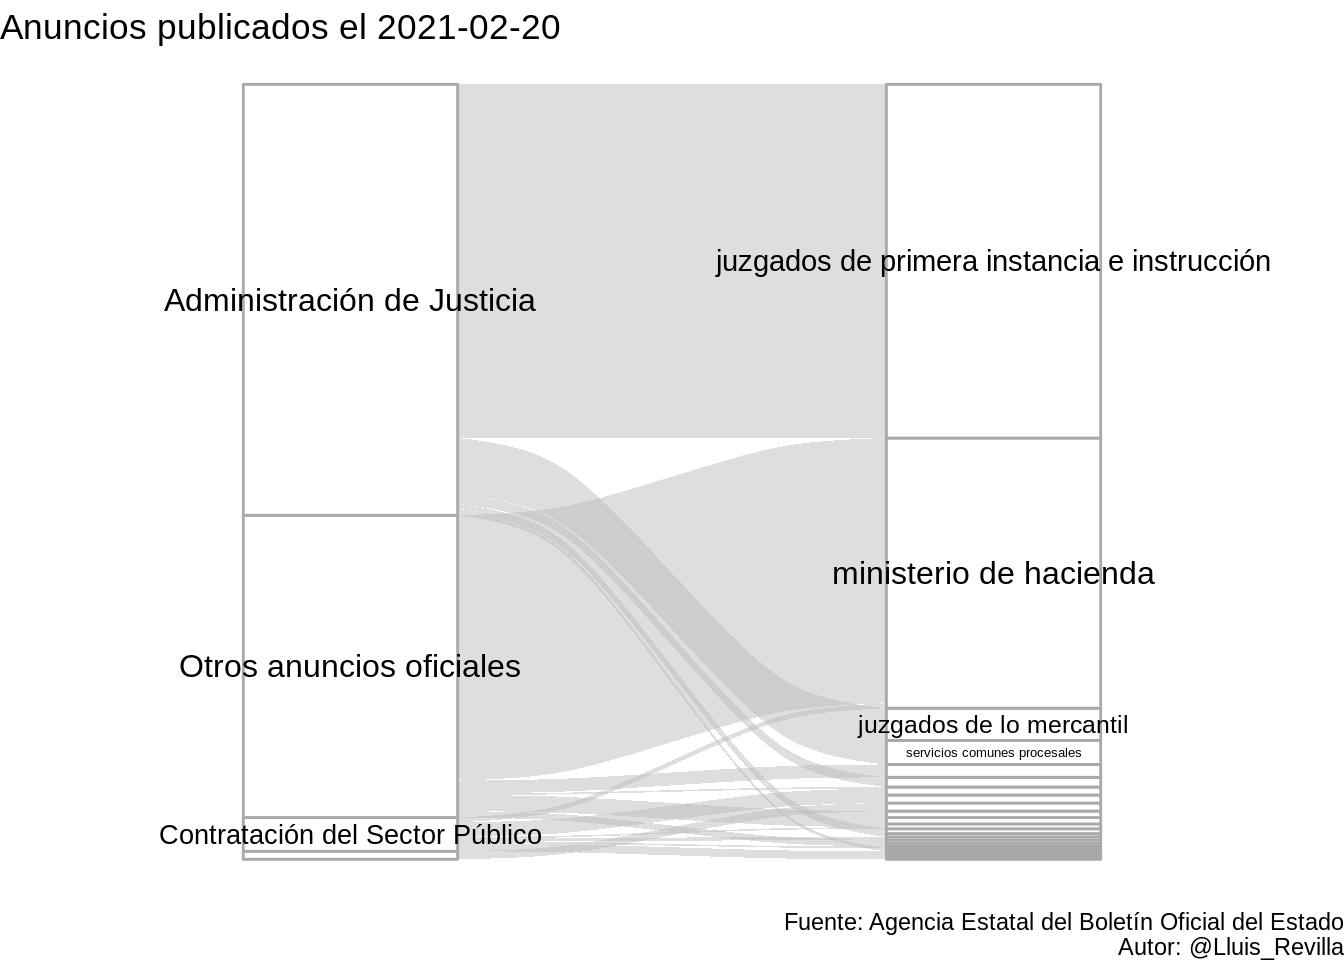 Anuncios publicados el 2021-02-20
Administración de Justicia
Otros anuncios oficiales
Contratación del Sector Público
juzgados de primera instancia e instrucción
ministerio de hacienda
juzgados de lo mercantil
servicios comunes procesales
Fuente: Agencia Estatal del Boletín Oficial del Estado
Autor: @Lluis_Revilla